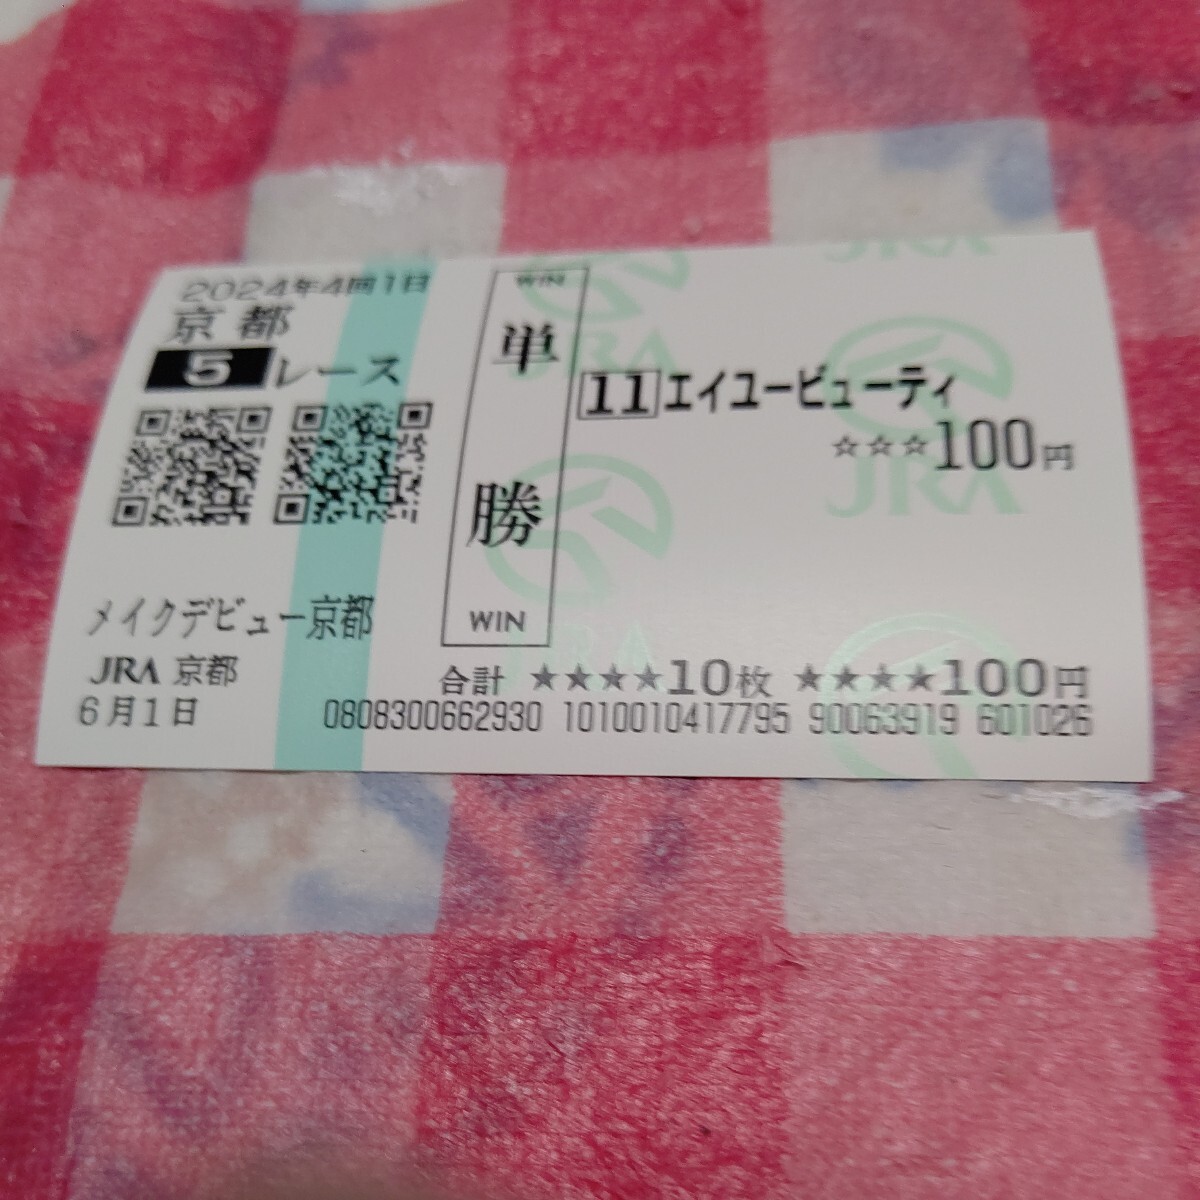 2024年4回1日
京都
5レース
WIN
単勝
WIN
11 エイユービューティ
☆☆☆100円
メイクデビュー京都
JRA 京都
6月1日
合計 ★★★★10枚 ★★★★100円
0808300662930 1010010417795 90063919 601026
JRA
JRA
JRA
JRA